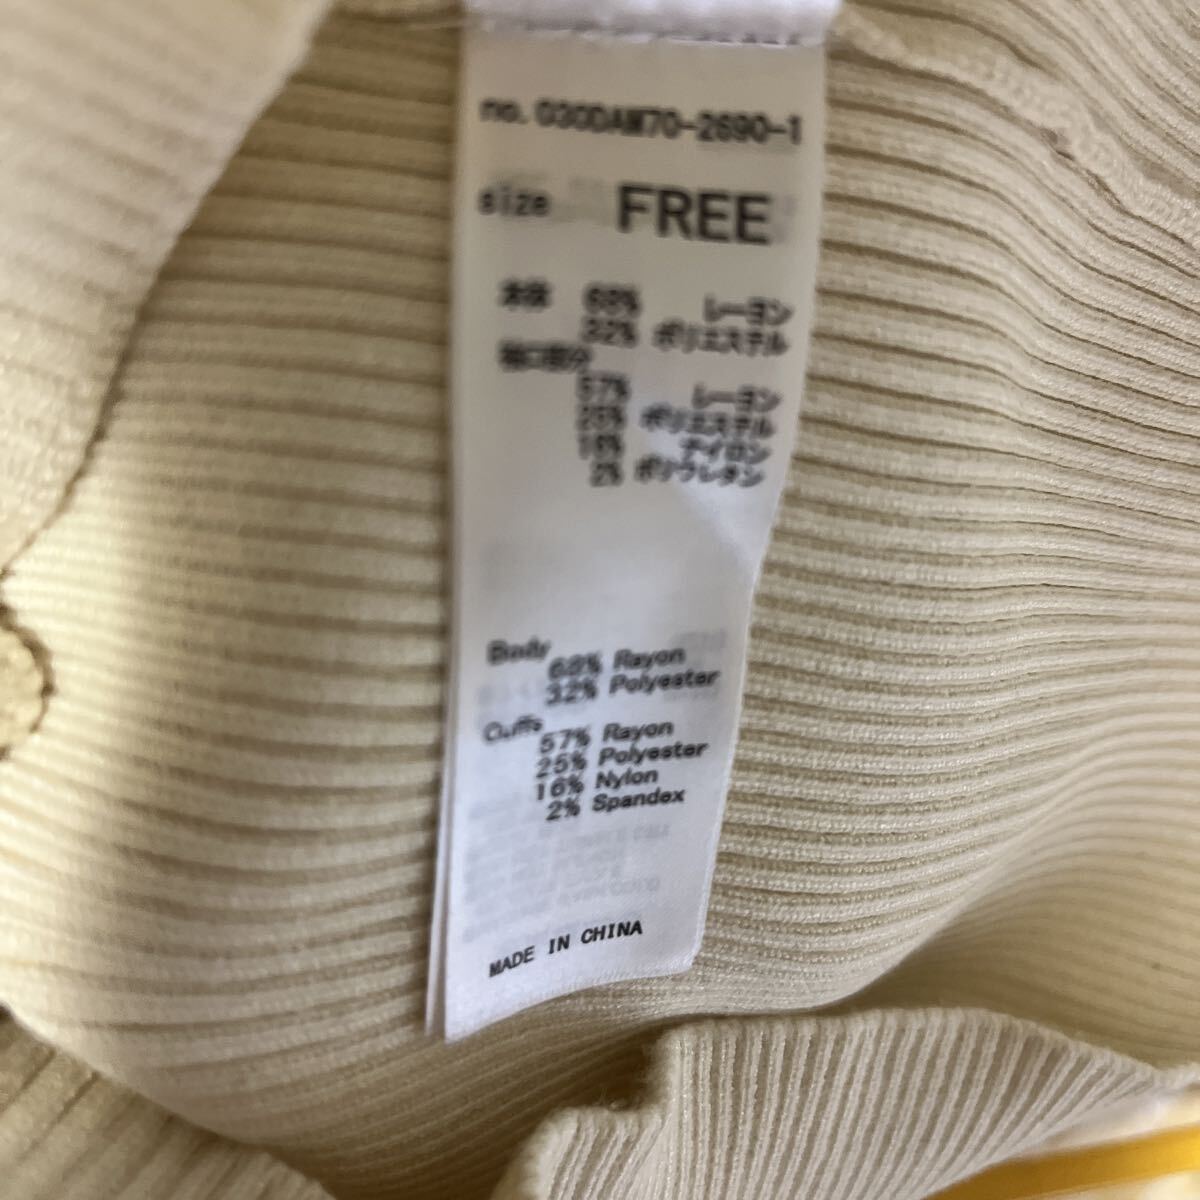 no.030DAM70-2690-1
size FREE
本体 68% レーヨン
32% ポリエステル
袖口部分
57% レーヨン
25% ポリエステル
16% ナイロン
2% ポリウレタン
Body
68% Rayon
32% Polyester
Cuffs
57% Rayon
25% Polyester
16% Nylon
2% Spandex
MADE IN CHINA